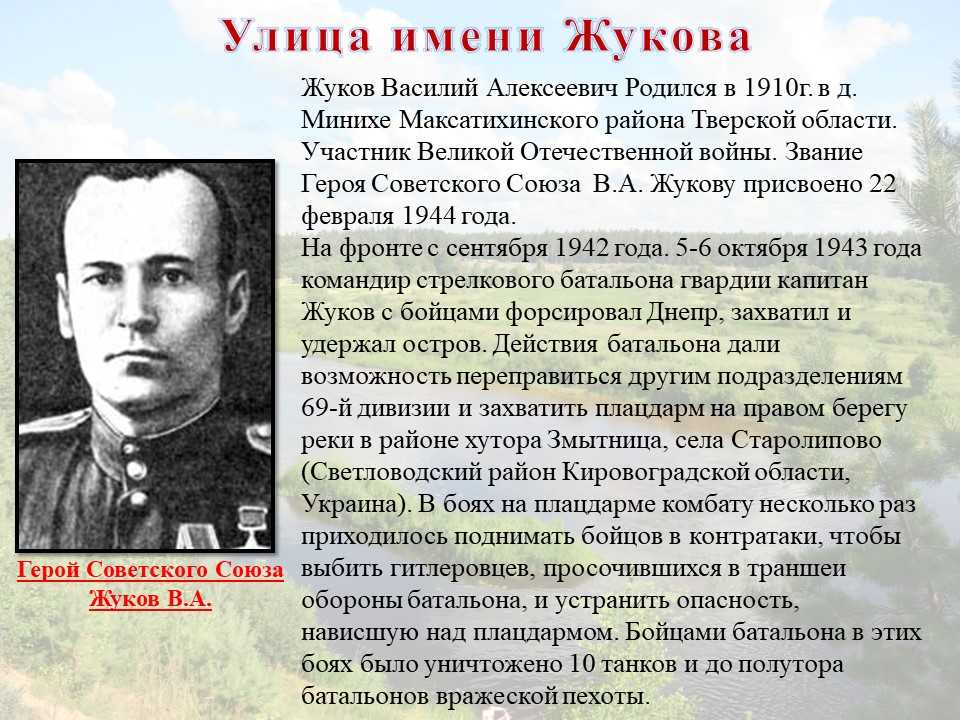 Улица имени Жукова
Жуков Василий Алексеевич Родился в 1910г. в д.
Минихе Максатихинского района Тверской области.
Участник Великой Отечественной войны. Звание
Героя Советского Союза  В.А. Жукову присвоено 22
февраля 1944 года.
На фронте с сентября 1942 года. 5-6 октября 1943 года
командир стрелкового батальона гвардии капитан
Жуков с бойцами форсировал Днепр, захватил и
удержал остров. Действия батальона дали
возможность переправиться другим подразделениям
69-й дивизии и захватить плацдарм на правом берегу
реки в районе хутора Змытница, села Старолипово
(Светловодский район Кировоградской области,
Украина). В боях на плацдарме комбату несколько раз
приходилось поднимать бойцов в контратаки, чтобы
выбить гитлеровцев, просочившихся в траншеи
обороны батальона, и устранить опасность,
нависшую над плацдармом. Бойцами батальона в этих
боях было уничтожено 10 танков и до полутора
батальонов вражеской пехоты.
Герой Советского Союза
Жуков В.А.